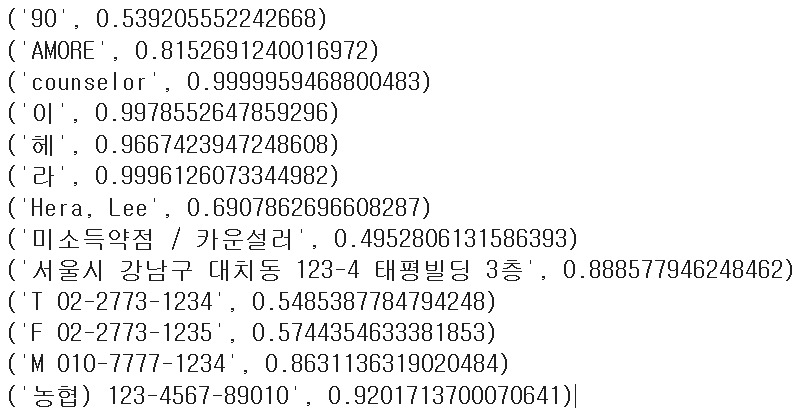 ('90', 0.539205552242668)
('AMORE', 0.8152691240016972)
('counselor', 0.9999959468800483)
('이', 0.9978552647859296)
('헤', 0.9667423947248608)
('라', 0.9996126073344982)
('Hera, Lee', 0.6907862696608287)
('미소득약점 / 카운설러', 0.4952806131586393)
('서울시 강남구 대치동 123-4 태평빌딩 3층', 0.888577946248462)
('T 02-2773-1234', 0.5485387784794248)
('F 02-2773-1235', 0.5744354633381853)
('M 010-7777-1234', 0.8631136319020484)
('농협) 123-4567-89010', 0.9201713700070641)